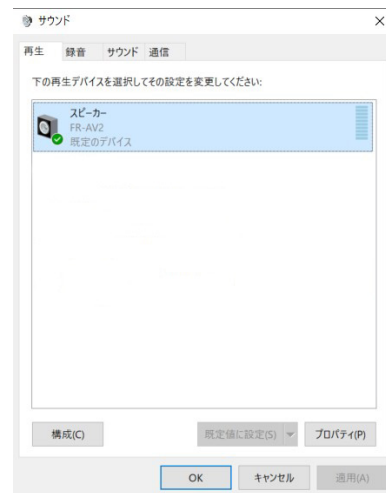 サウンド
再生 録音 サウンド 通信
下の再生デバイスを選択してその設定を変更してください:
スピーカー
FR-AV2
既定のデバイス
構成(C) 既定値に設定(S) プロパティ(P)
OK キャンセル 適用(A)